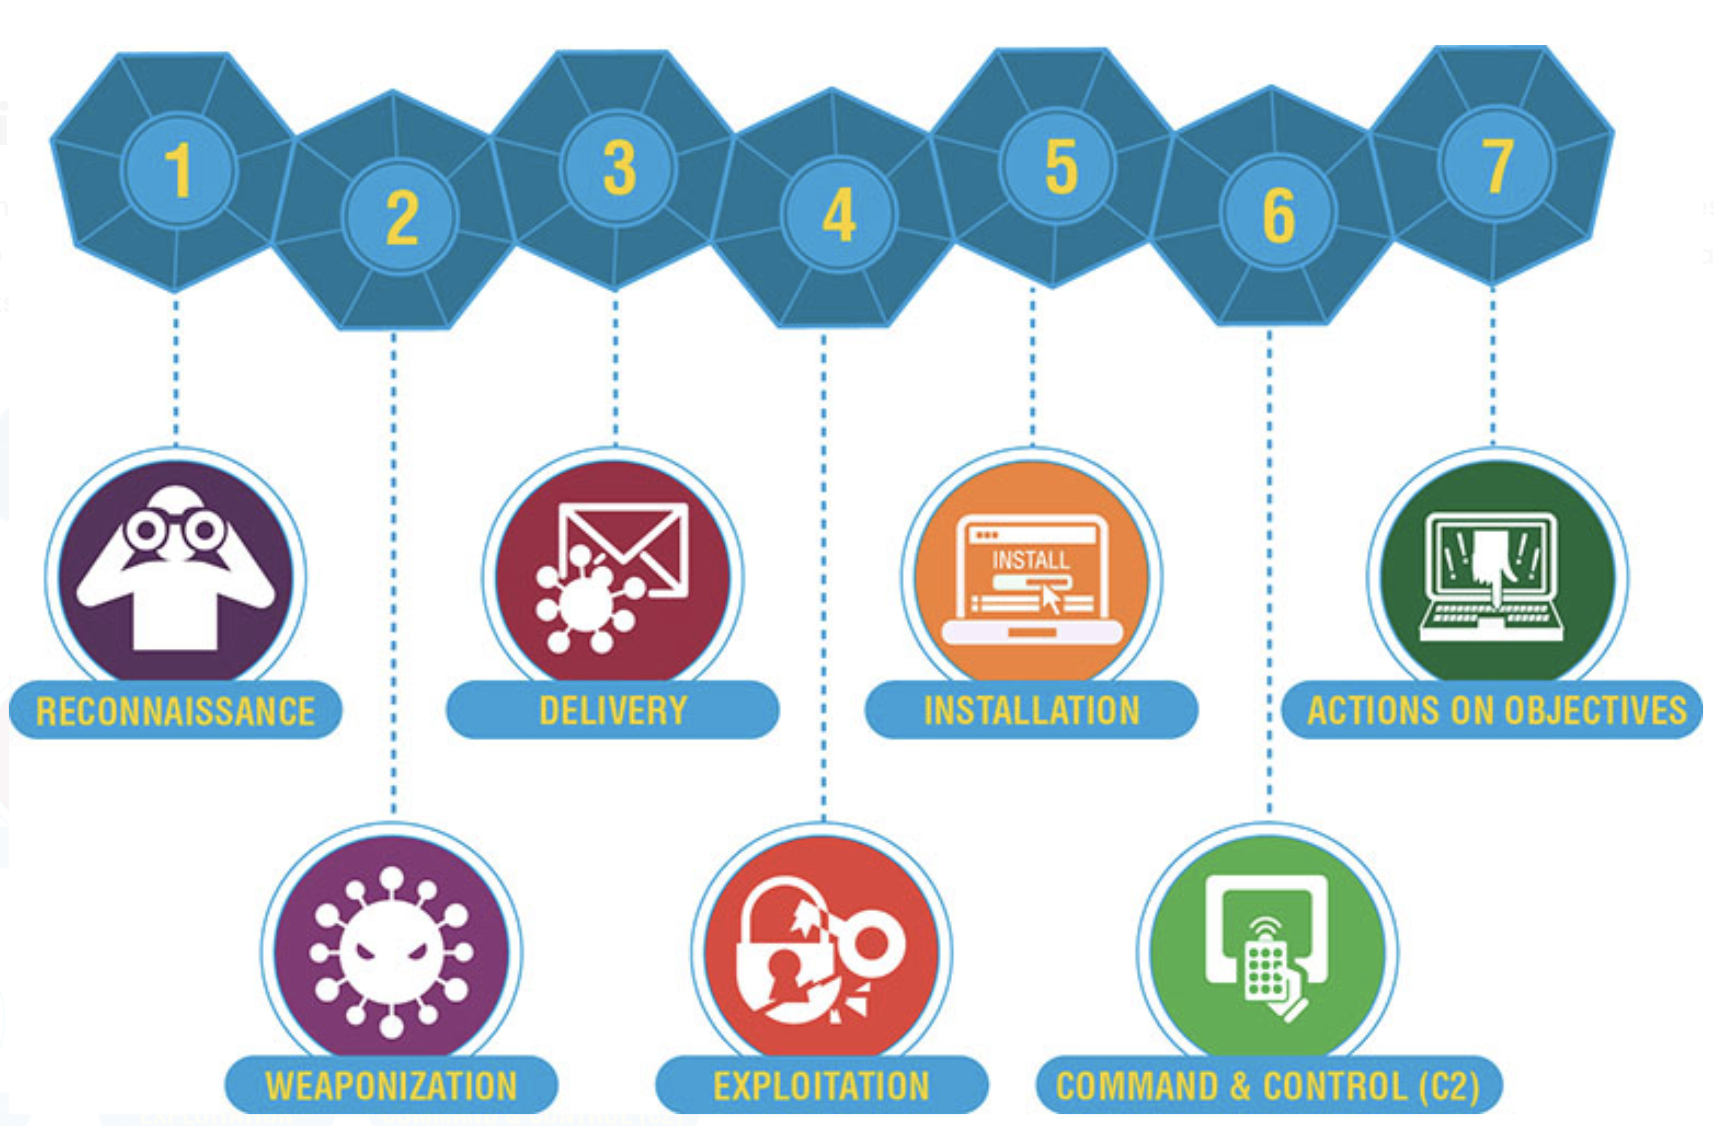 1
2
3
4
5
6
7
INSTALL
RECONNAISSANCE
DELIVERY
INSTALLATION
ACTIONS ON OBJECTIVES
WEAPONIZATION
EXPLOITATION
COMMAND & CONTROL (C2)